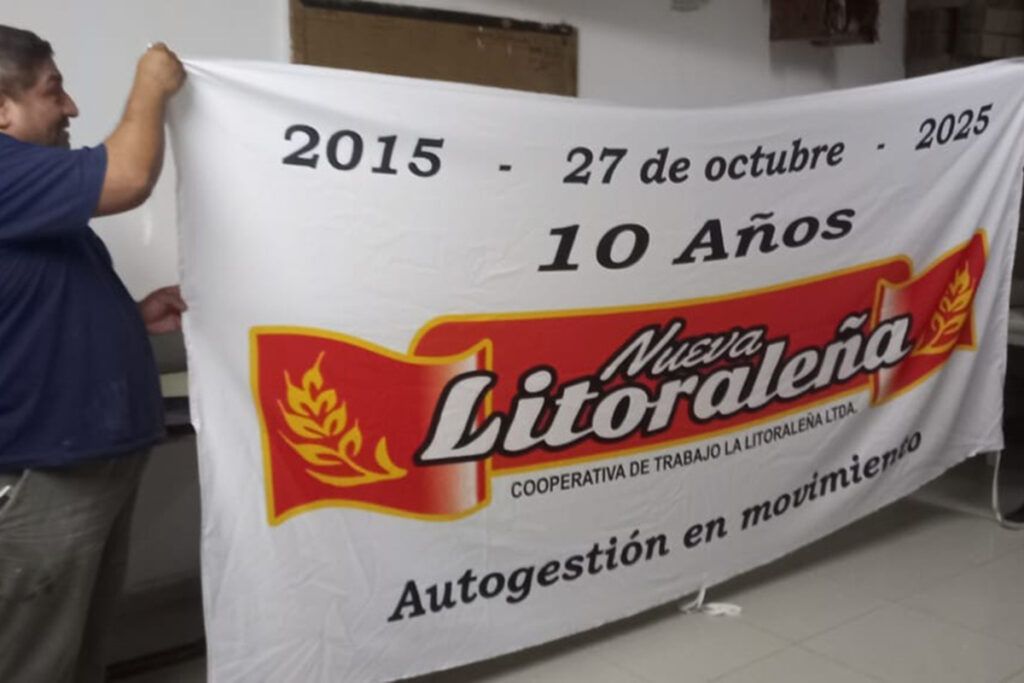 2015 - 27 de octubre - 2025
10 Años
Nueva
Litoraleña
COOPERATIVA DE TRABAJO LA LITORALEÑA LTDA.
Autogestión en movimiento